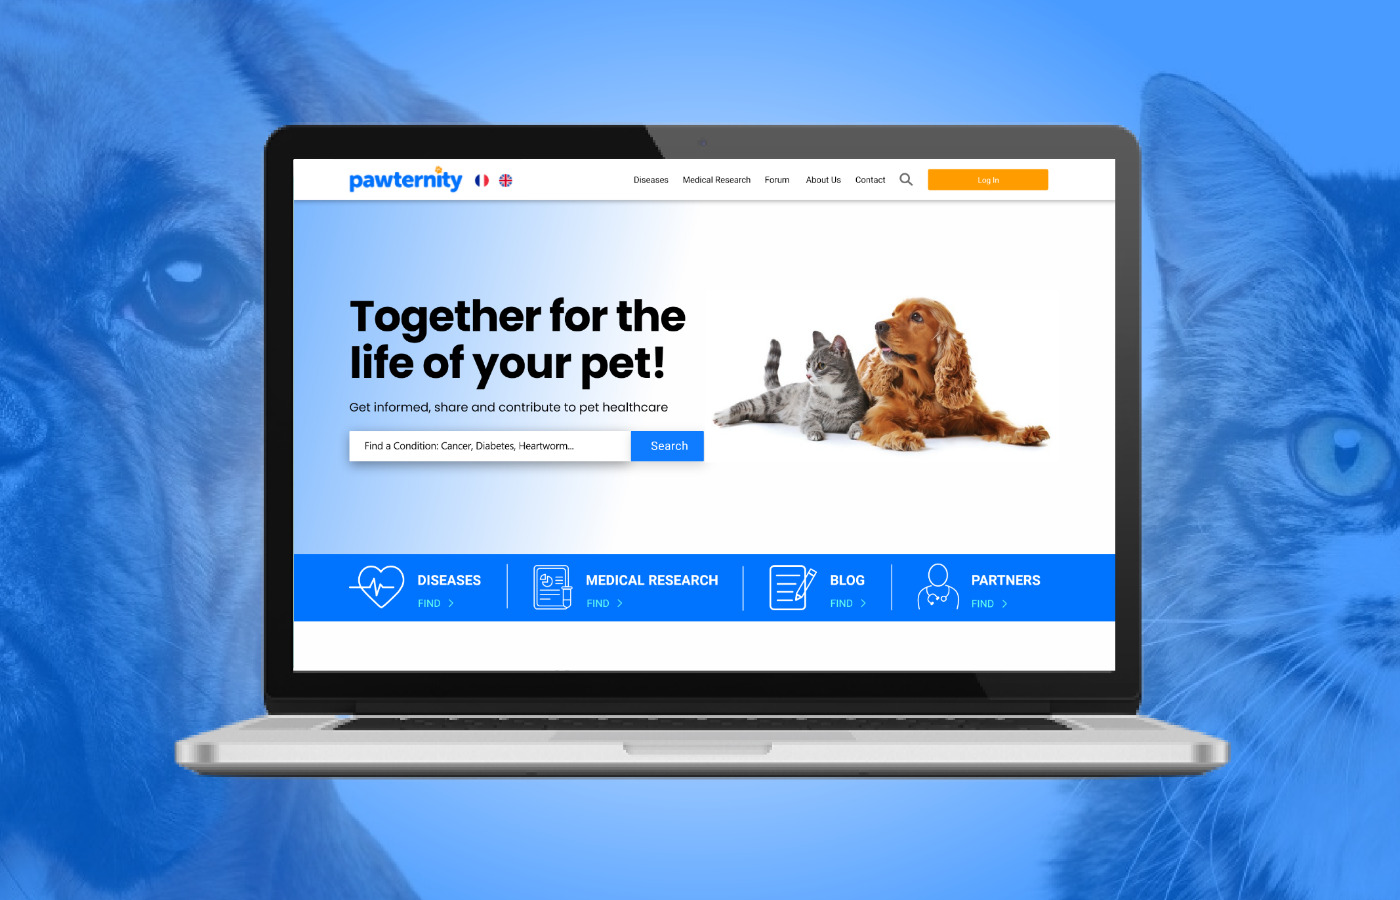 pawternity
Diseases Medical Research Forum About Us Contact Log In
Together for the
life of your pet!
Get informed, share and contribute to pet healthcare
Find a Condition: Cancer, Diabetes, Heartworm... Search
DISEASES
FIND >
MEDICAL RESEARCH
FIND >
BLOG
FIND >
PARTNERS
FIND >